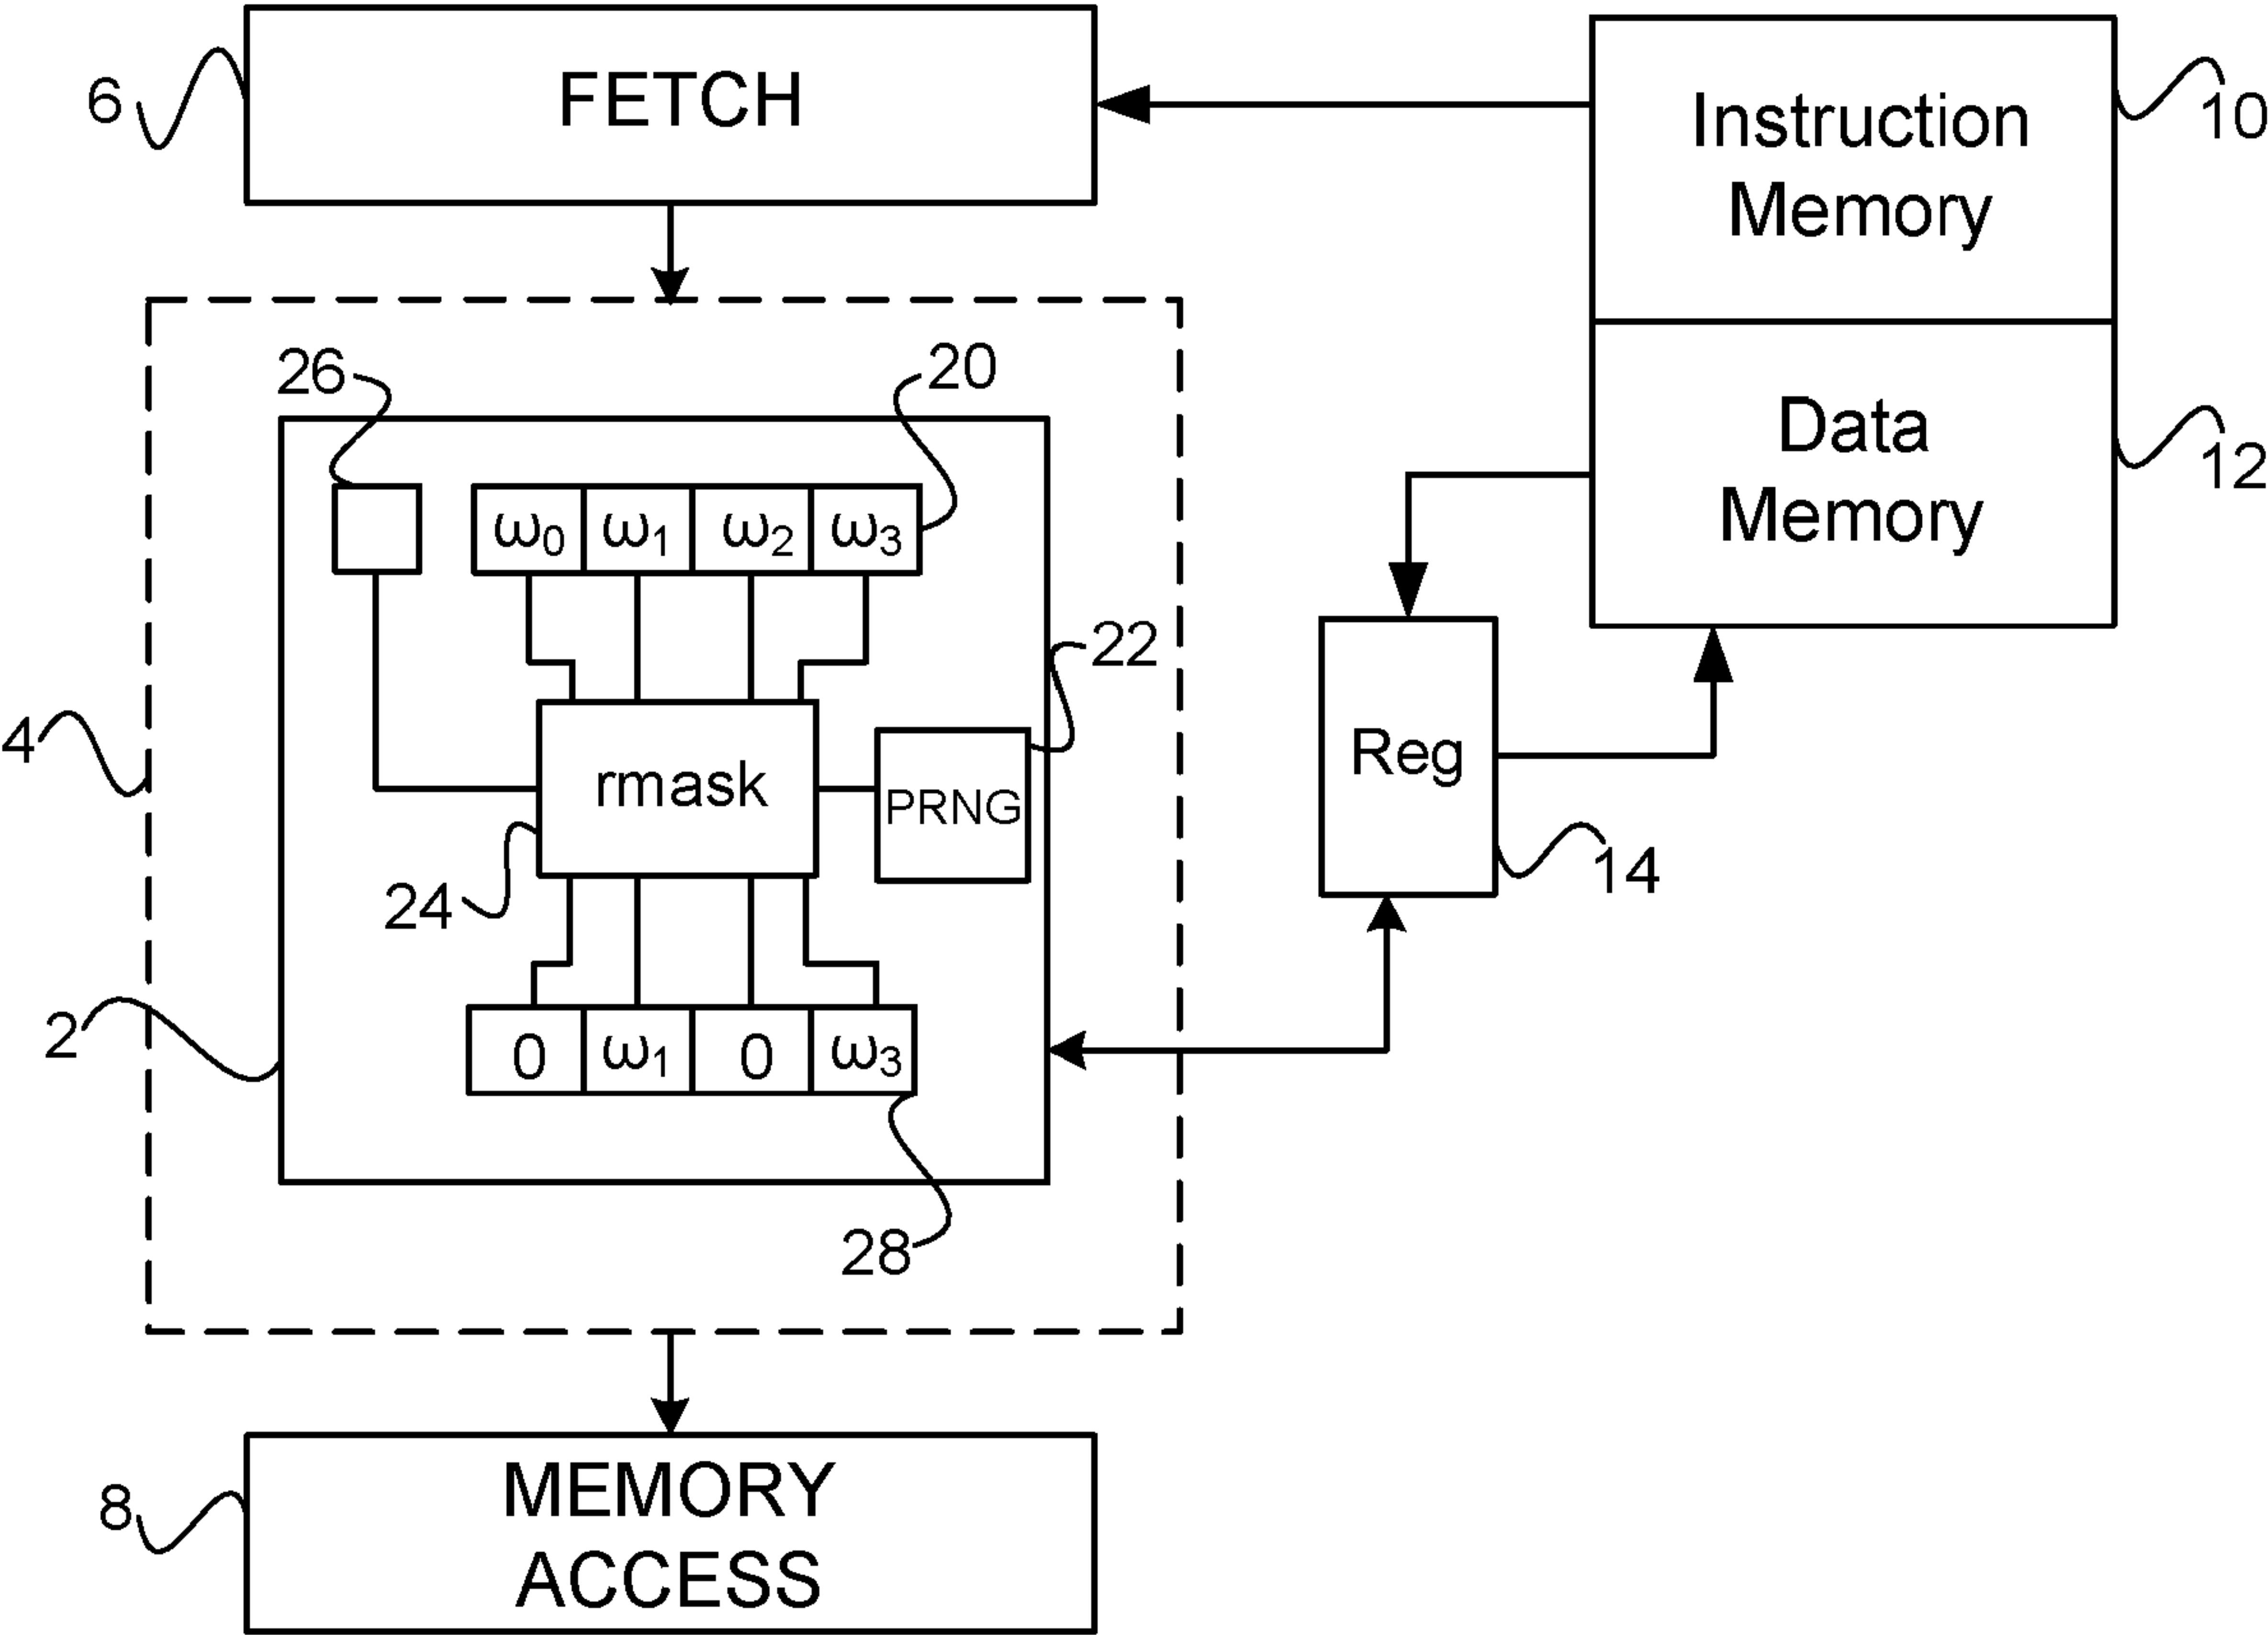 6
FETCH
Instruction
Memory
10
26
20
Data
Memory
12
ω₀ ω₁ ω₂ ω₃
22
4
rmask
PRNG
Reg
24
14
2
0 ω₁ 0 ω₃
28
8
MEMORY
ACCESS